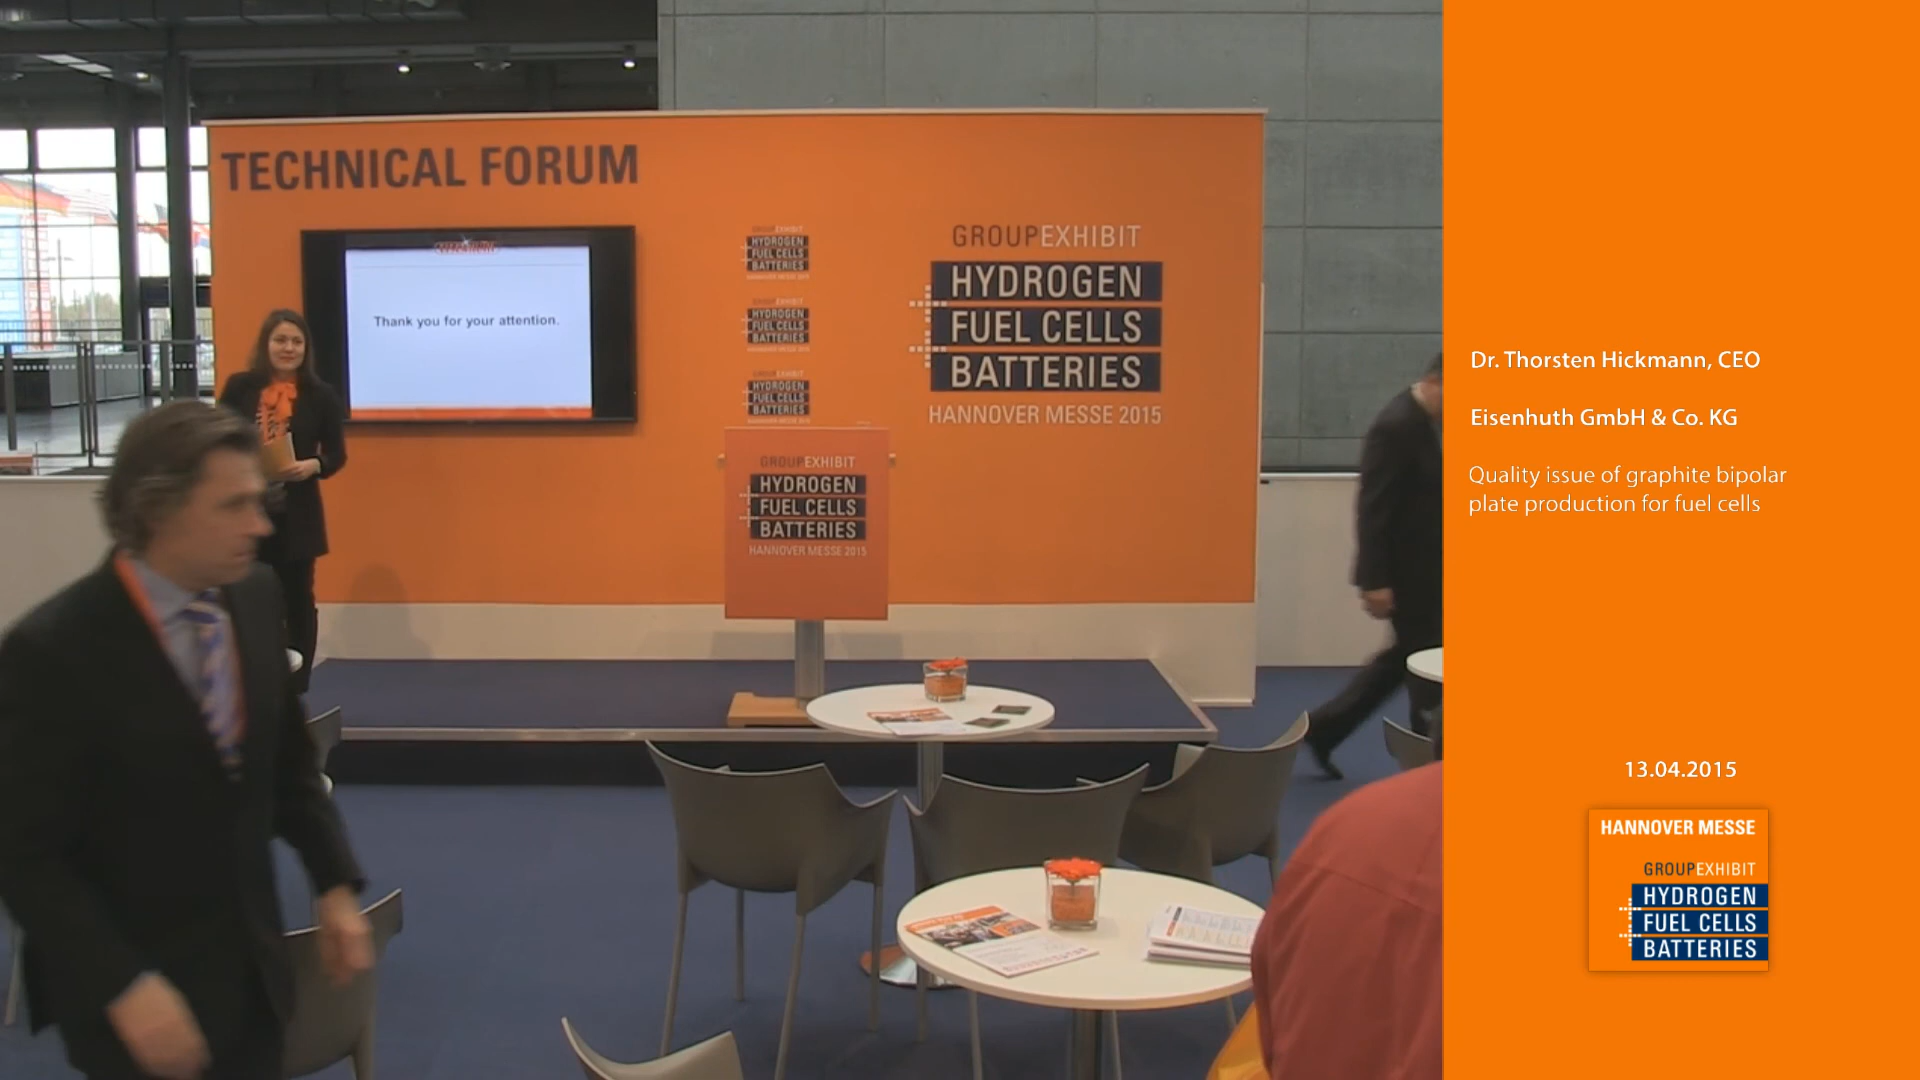 TECHNICAL FORUM
Thank you for your attention.
GROUPEXHIBIT
HYDROGEN
FUEL CELLS
BATTERIES
GROUPEXHIBIT
HYDROGEN
FUEL CELLS
BATTERIES
GROUPEXHIBIT
HYDROGEN
FUEL CELLS
BATTERIES
GROUPEXHIBIT
HYDROGEN
FUEL CELLS
BATTERIES
HANNOVER MESSE 2015
GROUPEXHIBIT
HYDROGEN
FUEL CELLS
BATTERIES
HANNOVER MESSE 2015
Dr. Thorsten Hickmann, CEO
Eisenhuth GmbH & Co. KG
Quality issue of graphite bipolar
plate production for fuel cells
13.04.2015
HANNOVER MESSE
GROUPEXHIBIT
HYDROGEN
FUEL CELLS
BATTERIES